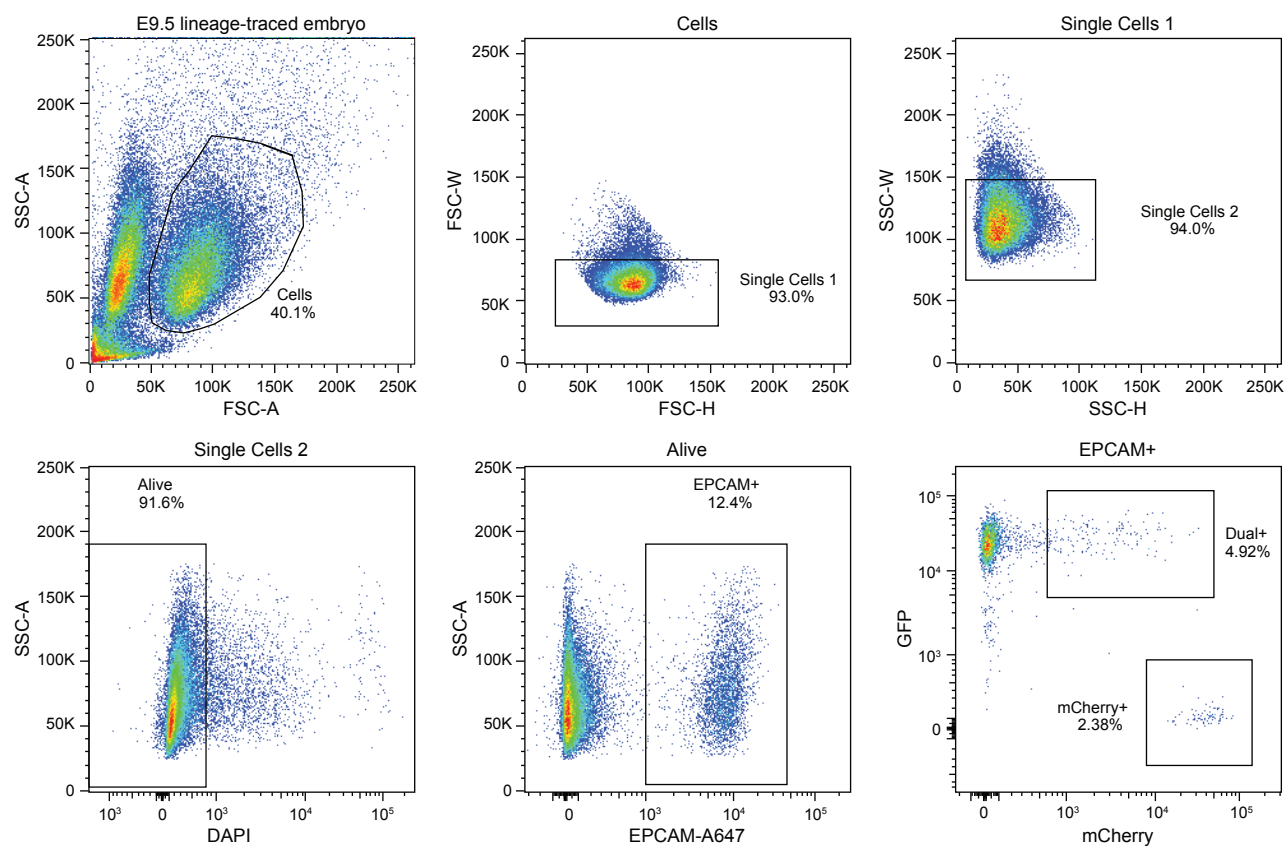 E9.5 lineage-traced embryo
250K
200K
150K
100K
50K
0
SSC-A
Cells
40.1%
0
50K
100K
150K
200K
250K
FSC-A
Cells
250K
200K
150K
100K
50K
0
FSC-W
Single Cells 1
93.0%
0
50K
100K
150K
200K
250K
FSC-H
Single Cells 1
250K
200K
150K
100K
50K
0
SSC-W
Single Cells 2
94.0%
0
50K
100K
150K
200K
250K
SSC-H
Single Cells 2
250K
200K
150K
100K
50K
0
SSC-A
Alive
91.6%
10³
0
10³
10⁴
10⁵
DAPI
Alive
250K
200K
150K
100K
50K
0
SSC-A
EPCAM+
12.4%
0
10³
10⁴
10⁵
EPCAM-A647
EPCAM+
10⁵
10⁴
10³
0
GFP
Dual+
4.92%
mCherry+
2.38%
0
10³
10⁴
10⁵
mCherry